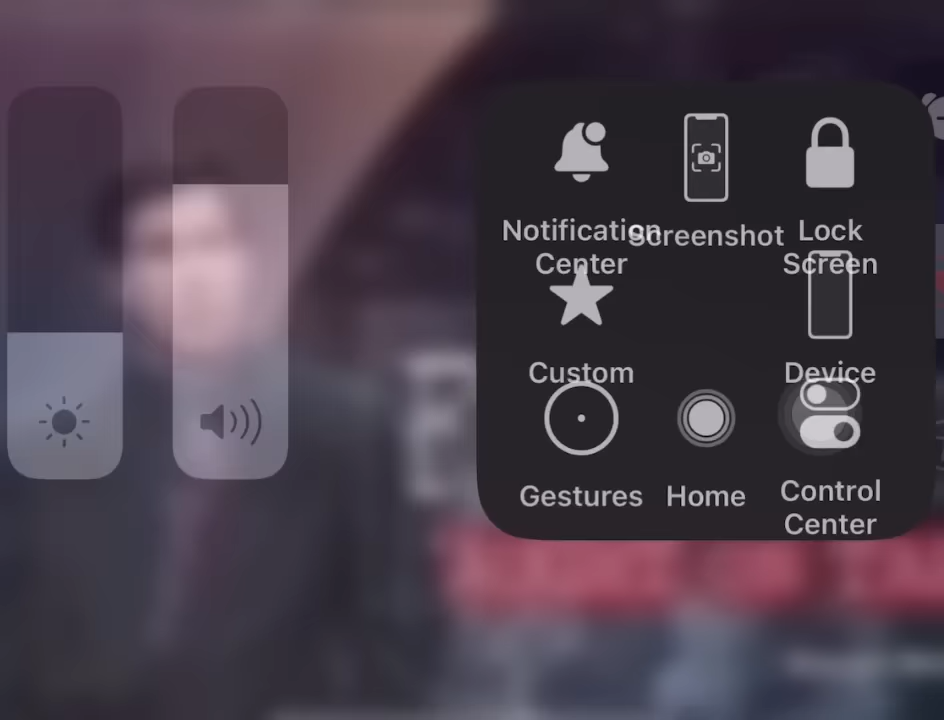 Notification
Center
Screenshot
Lock
Screen
Custom
Device
Gestures
Home
Control
Center